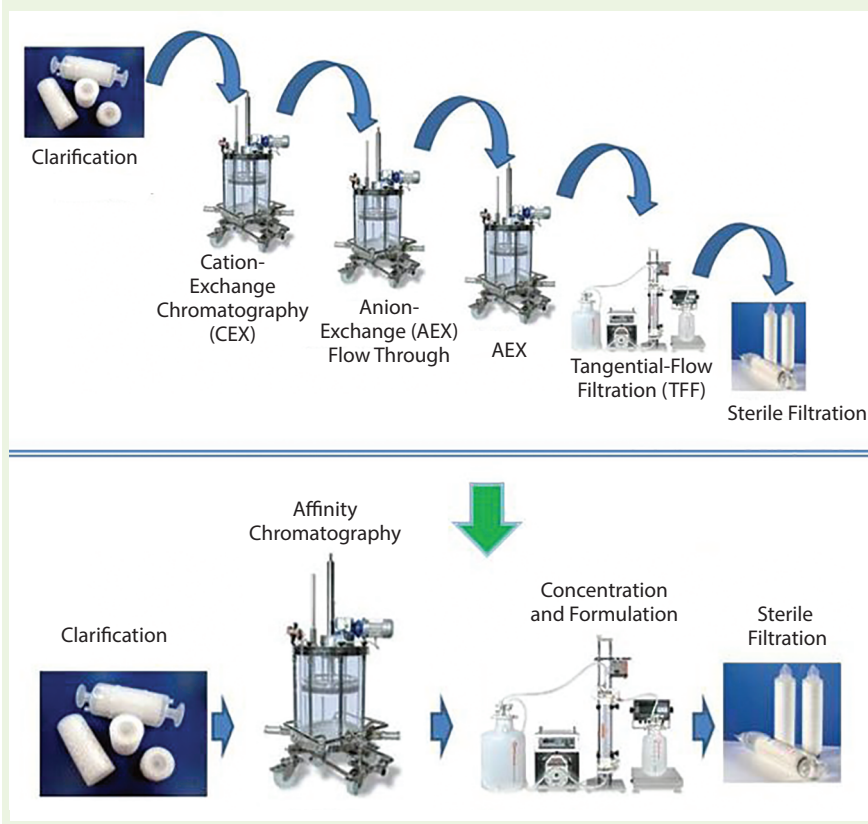 Clarification
Cation-
Exchange
Chromatography
(CEX)
Anion-
Exchange (AEX)
Flow Through
AEX
Tangential-Flow
Filtration (TFF)
Sterile Filtration
Affinity
Chromatography
Clarification
Concentration
and Formulation
Sterile
Filtration